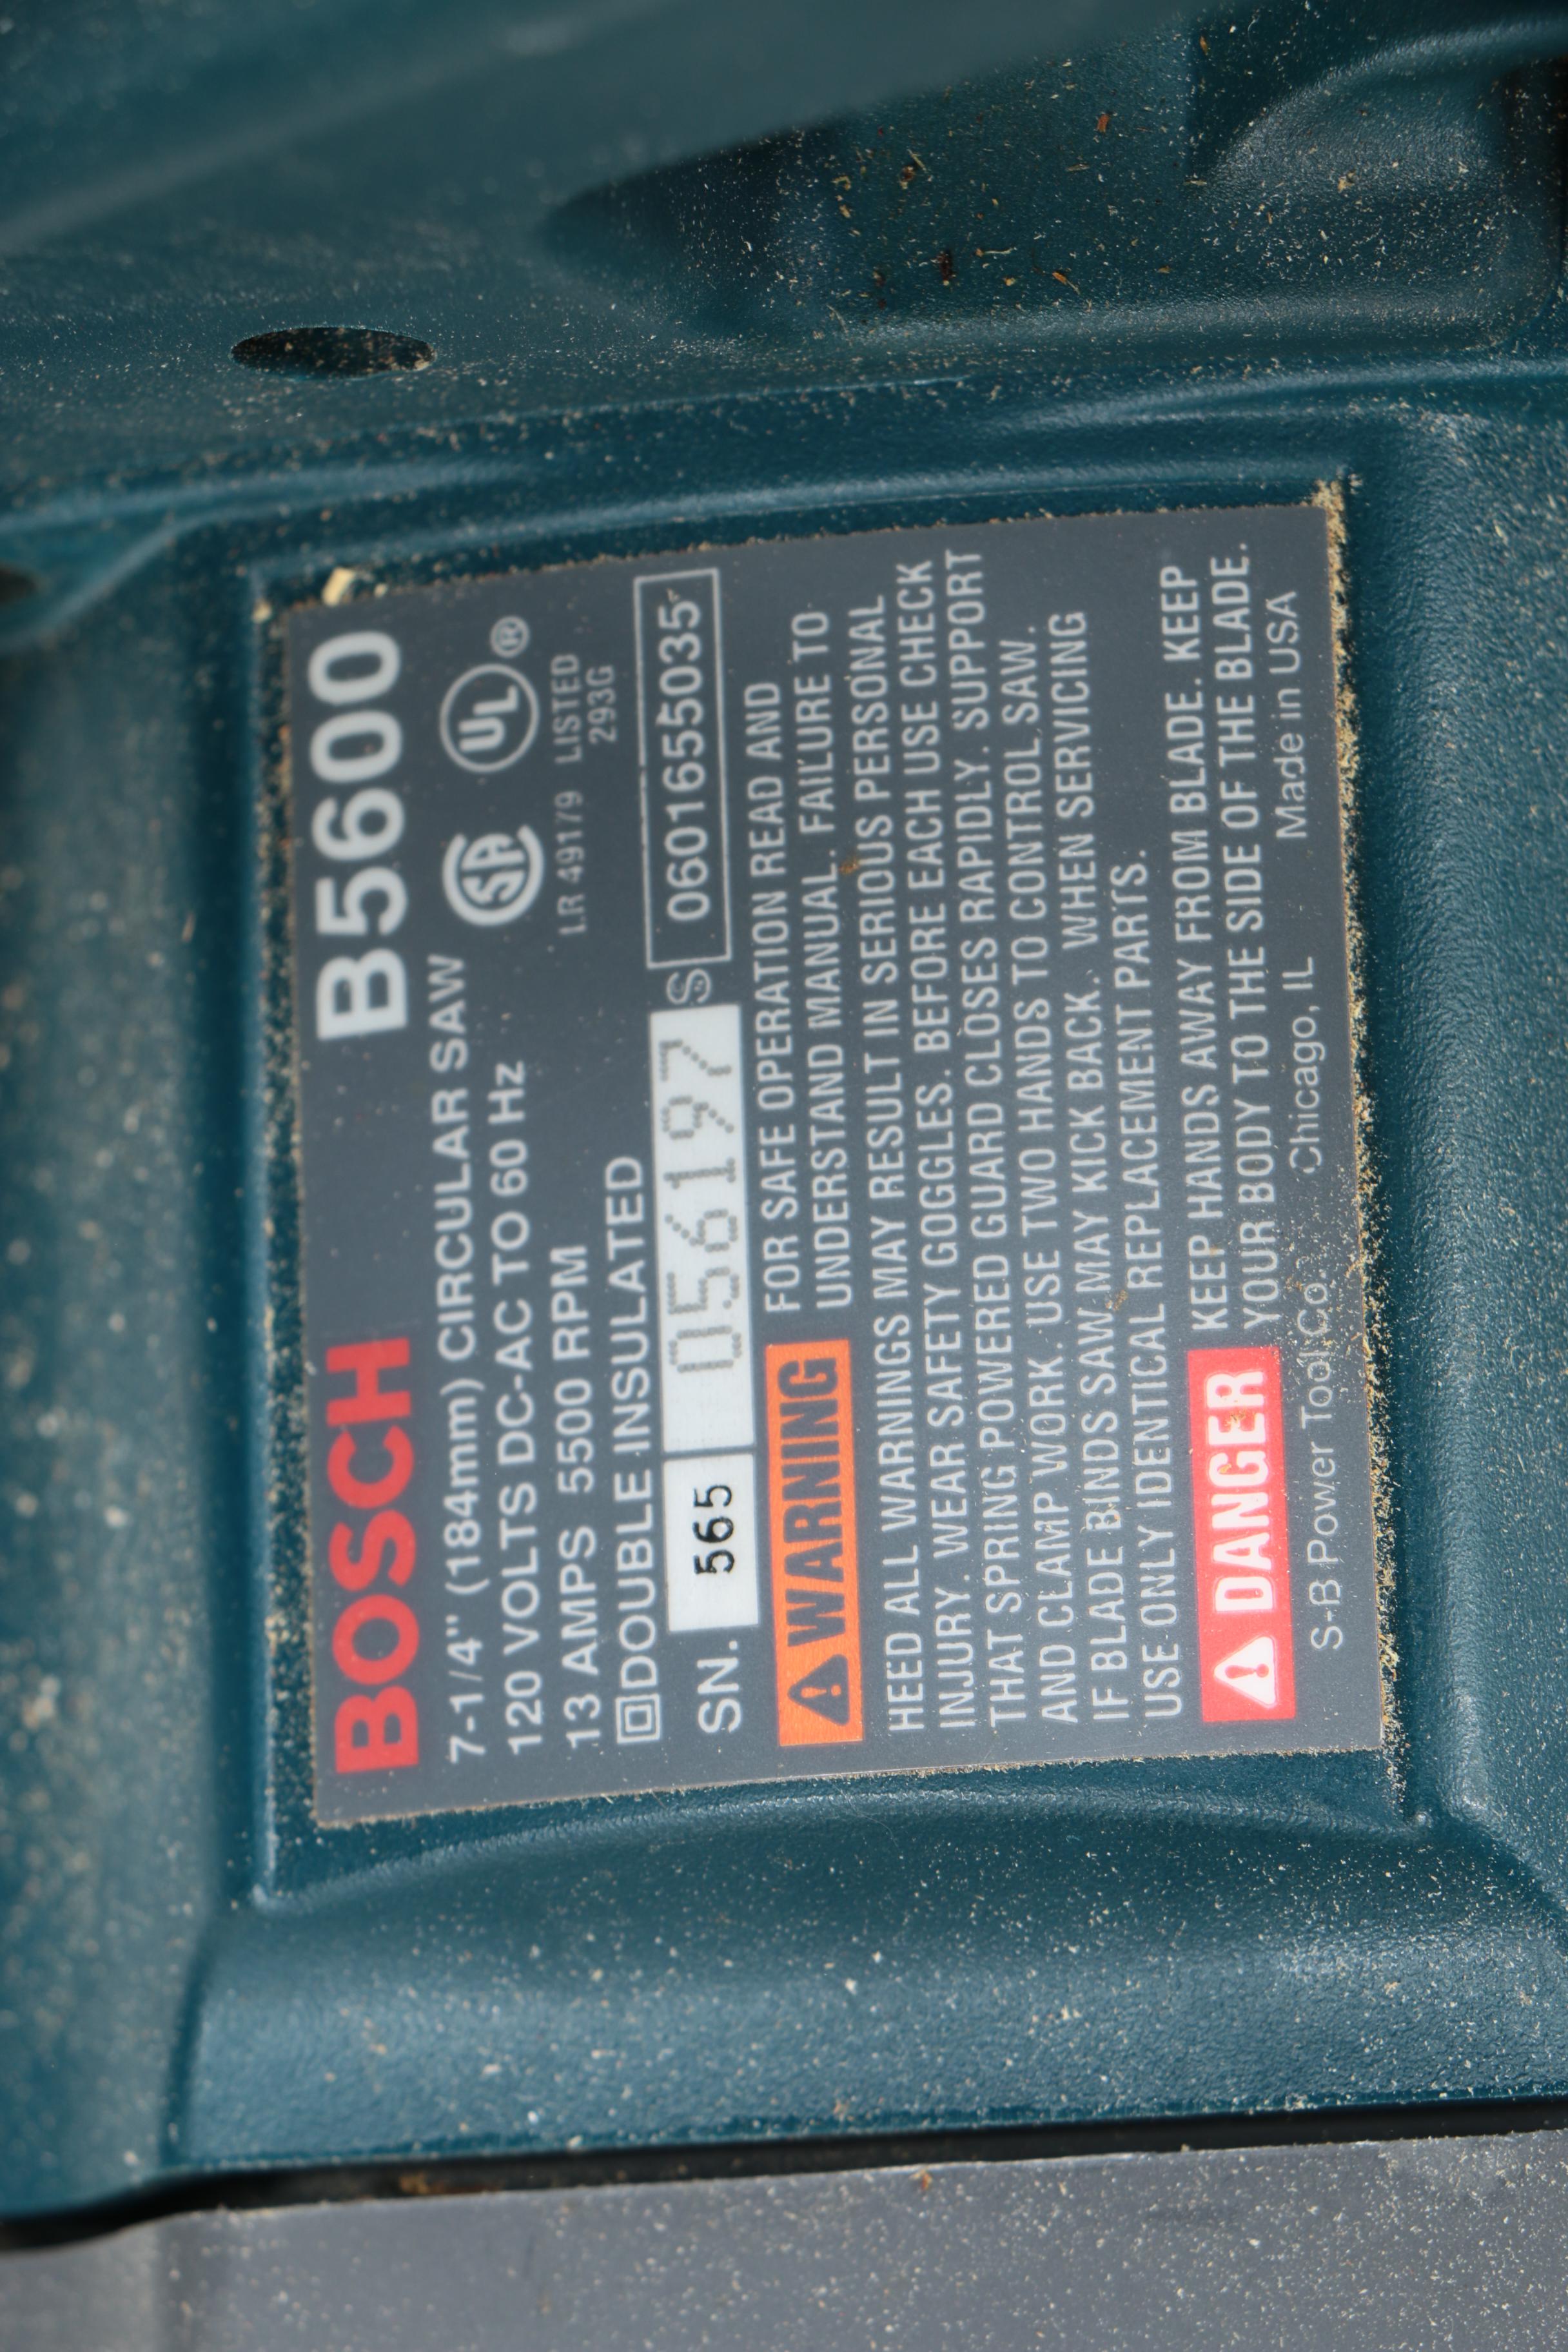 BOSCH B5600
7-1/4" (184mm) CIRCULAR SAW
120 VOLTS DC-AC TO 60 Hz
13 AMPS 5500 RPM
DOUBLE INSULATED
SA UL ®
LR 49179 LISTED
293G
SN. 565 056197 S 0601655035
WARNING FOR SAFE OPERATION READ AND
UNDERSTAND MANUAL. FAILURE TO
HEED ALL WARNINGS MAY RESULT IN SERIOUS PERSONAL
INJURY. WEAR SAFETY GOGGLES. BEFORE EACH USE CHECK
THAT SPRING POWERED GUARD CLOSES RAPIDLY. SUPPORT
AND CLAMP WORK. USE TWO HANDS TO CONTROL SAW.
IF BLADE BINDS SAW MAY KICK BACK. WHEN SERVICING
USE ONLY IDENTICAL REPLACEMENT PARTS.
DANGER KEEP HANDS AWAY FROM BLADE. KEEP
YOUR BODY TO THE SIDE OF THE BLADE.
S-B Power Tool Co. Chicago, IL Made in USA